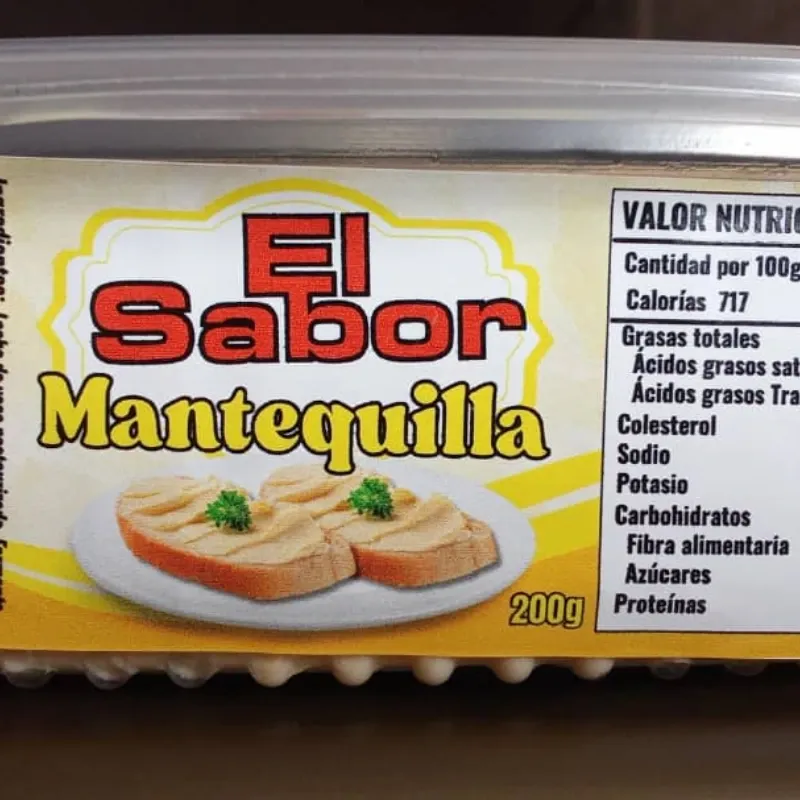 El
Sabor
Mantequilla
200g
VALOR NUTRIC
Cantidad por 100g
Calorías 717
Grasas totales
Ácidos grasos sat
Ácidos grasos Tra
Colesterol
Sodio
Potasio
Carbohidratos
Fibra alimentaria
Azúcares
Proteínas